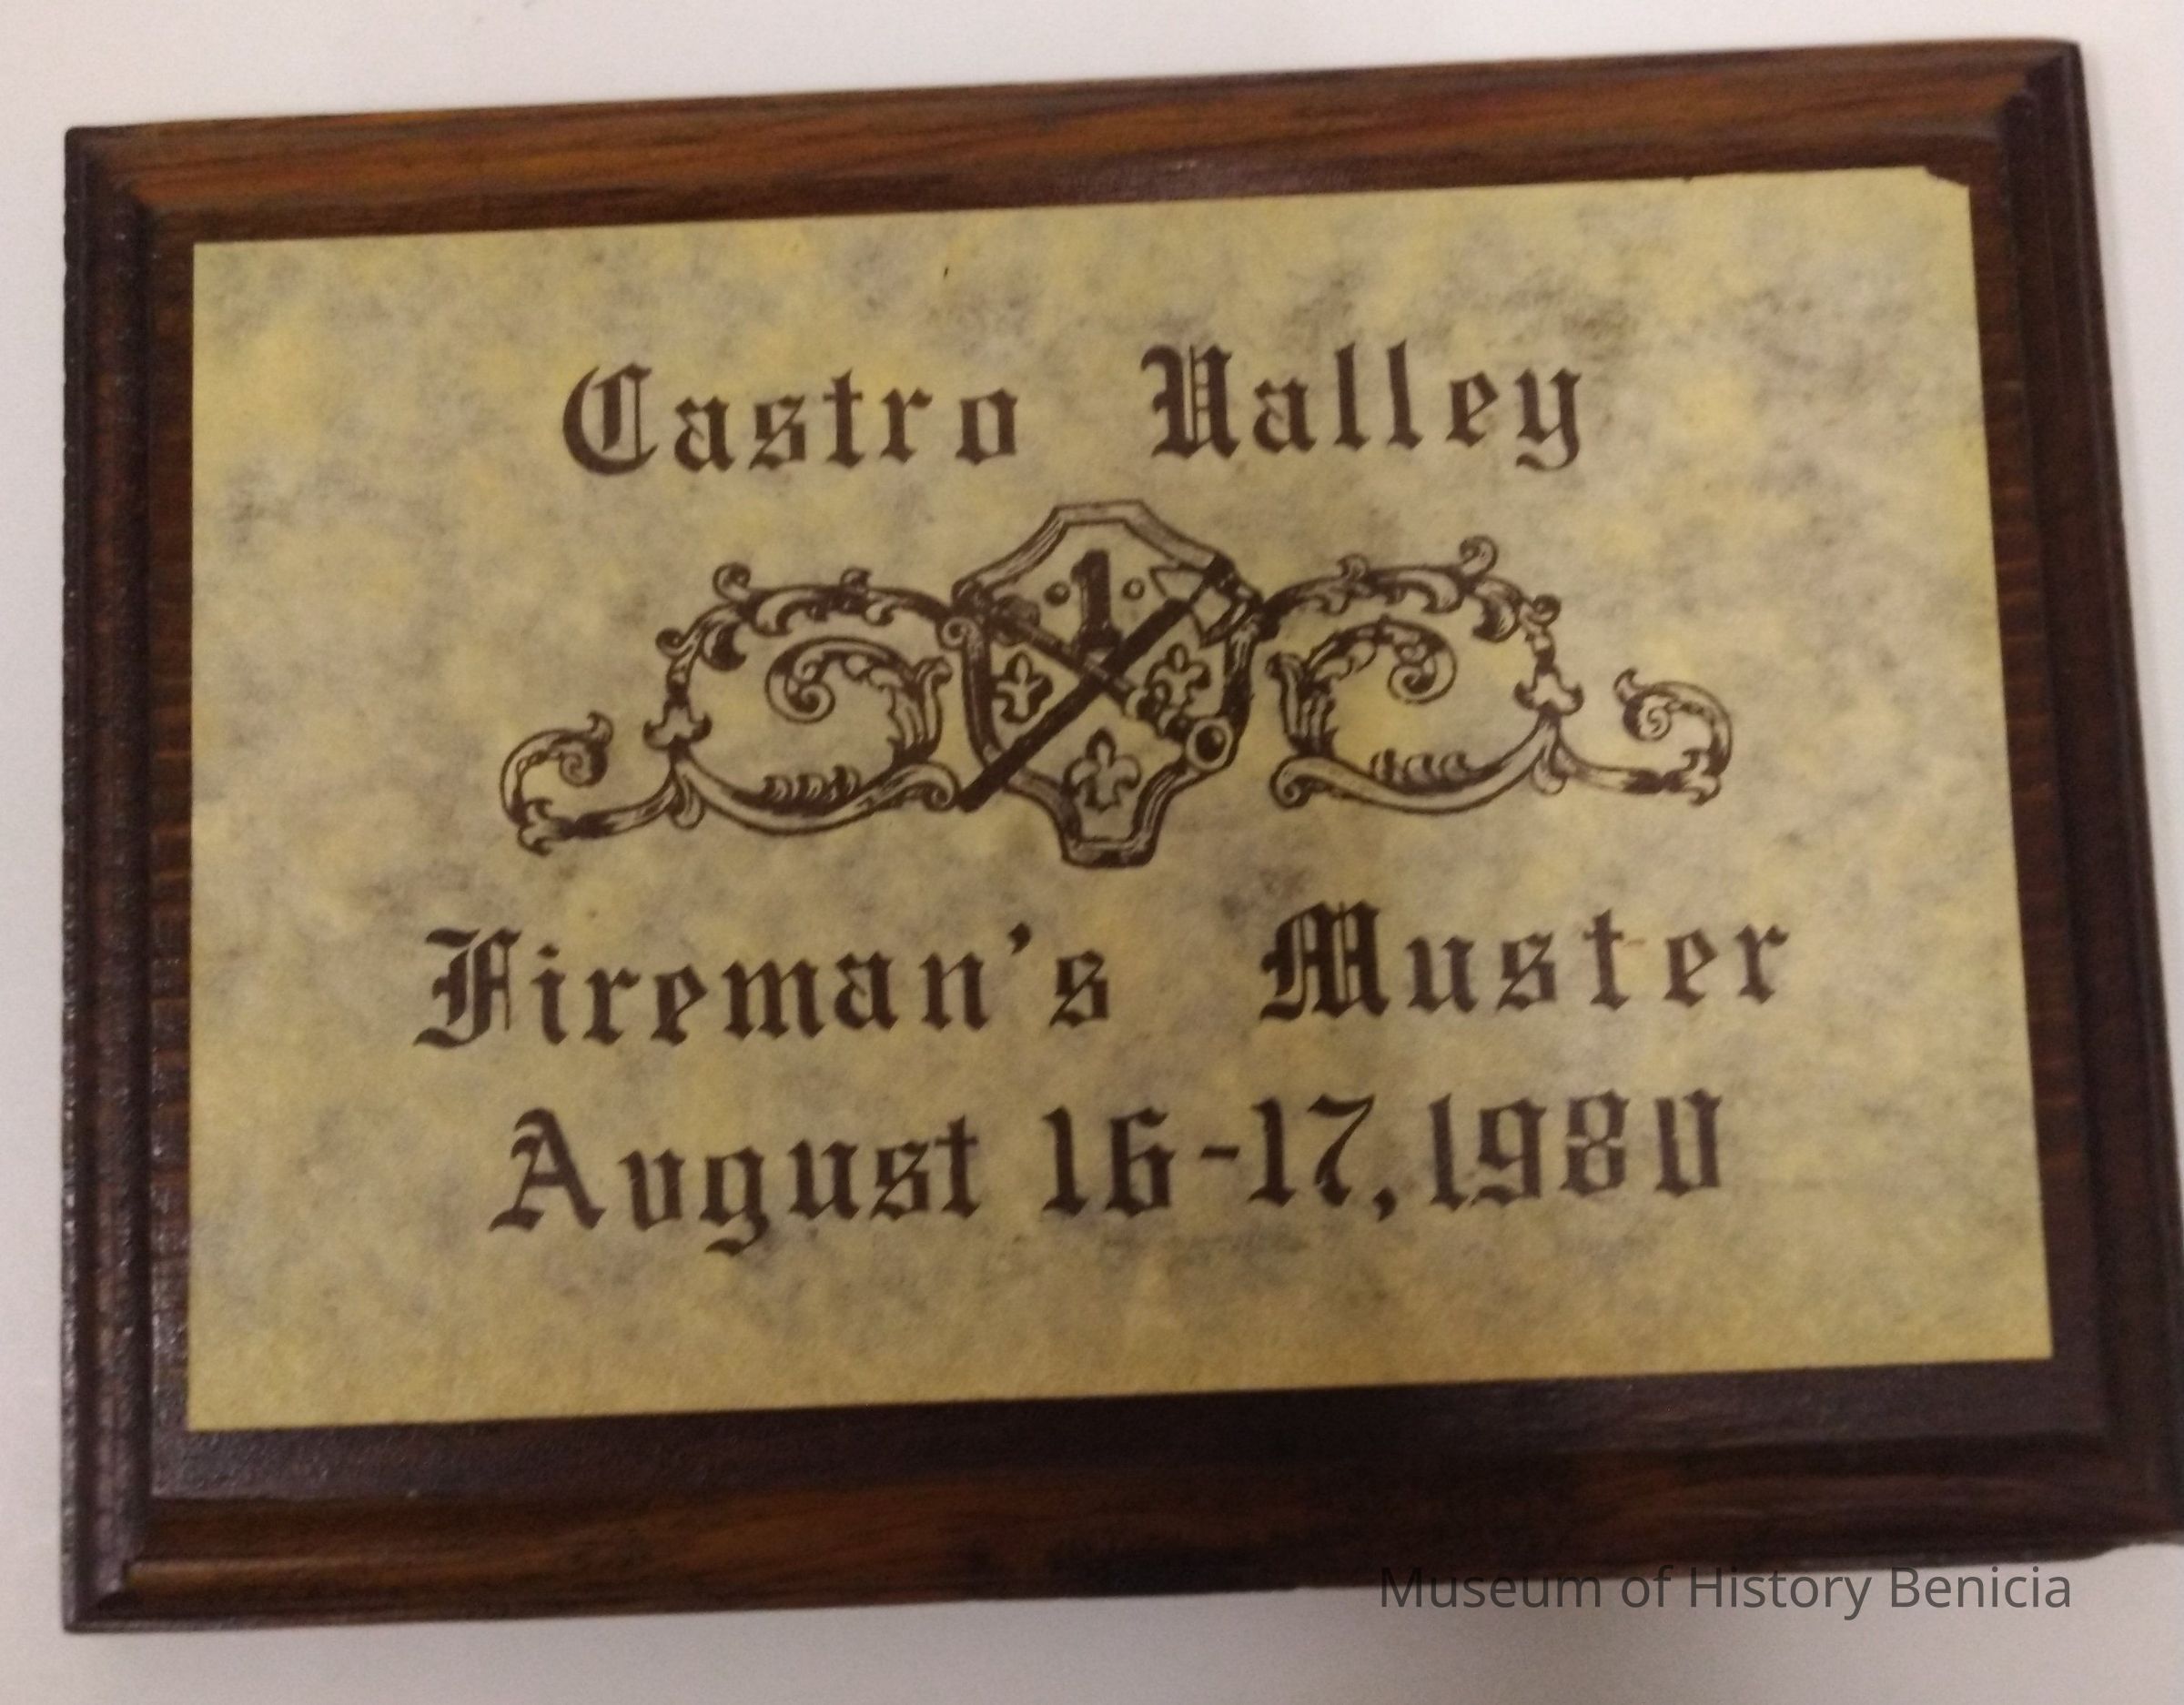 Castro Valley
1
Fireman's Muster
August 16-17, 1980
Museum of History Benicia